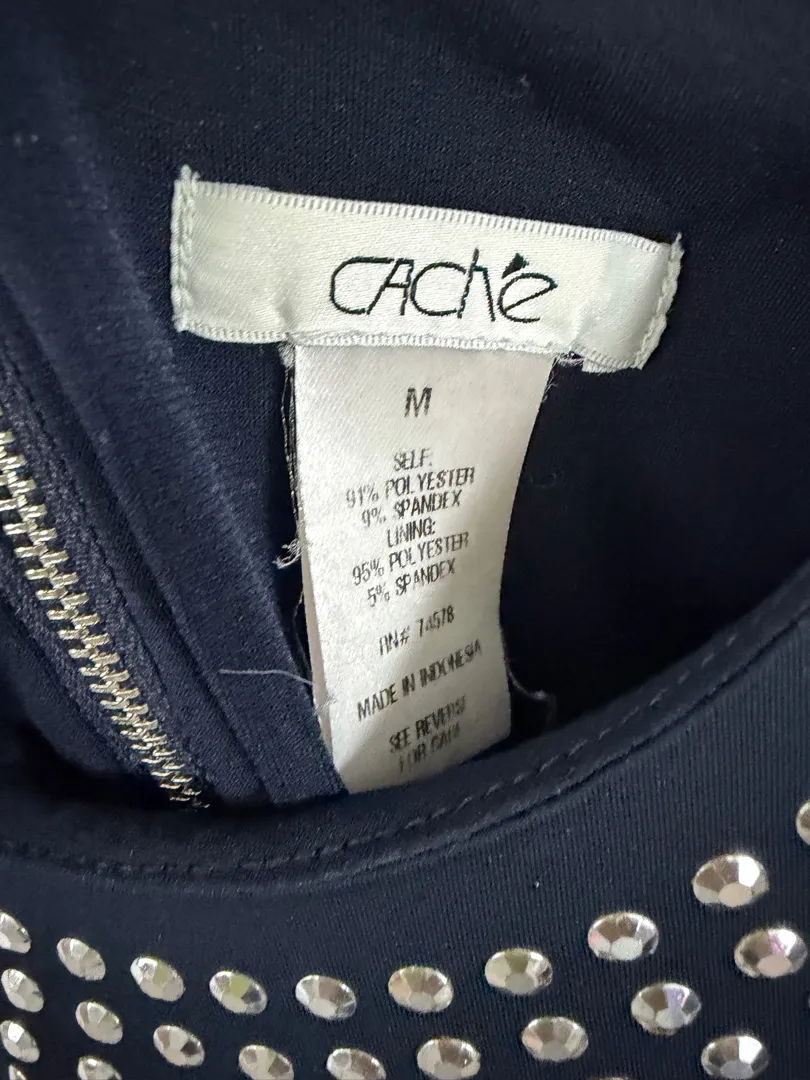 CAChé
M
SELF:
91% POLYESTER
9% SPANDEX
LINING:
95% POLYESTER
5% SPANDEX
RN# 74578
MADE IN INDONESIA
SEE REVERSE
FOR CARE